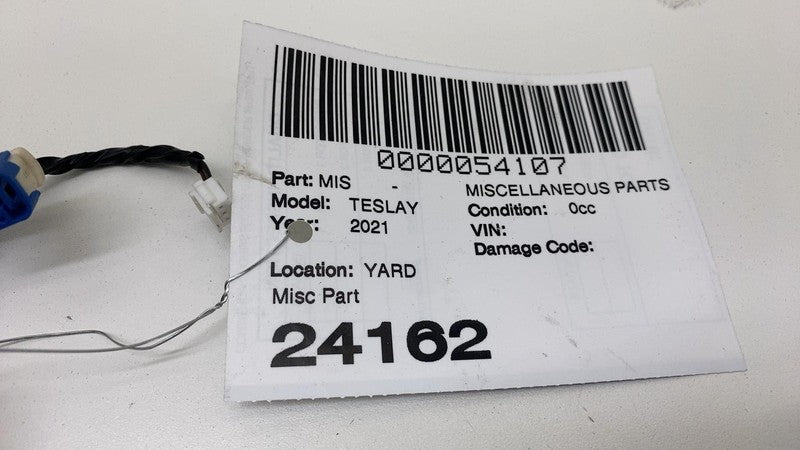 0000054107
Part: MIS - MISCELLANEOUS PARTS
Model: TESLAY Condition: 0cc
Year: 2021 VIN:
Damage Code:
Location: YARD
Misc Part
24162